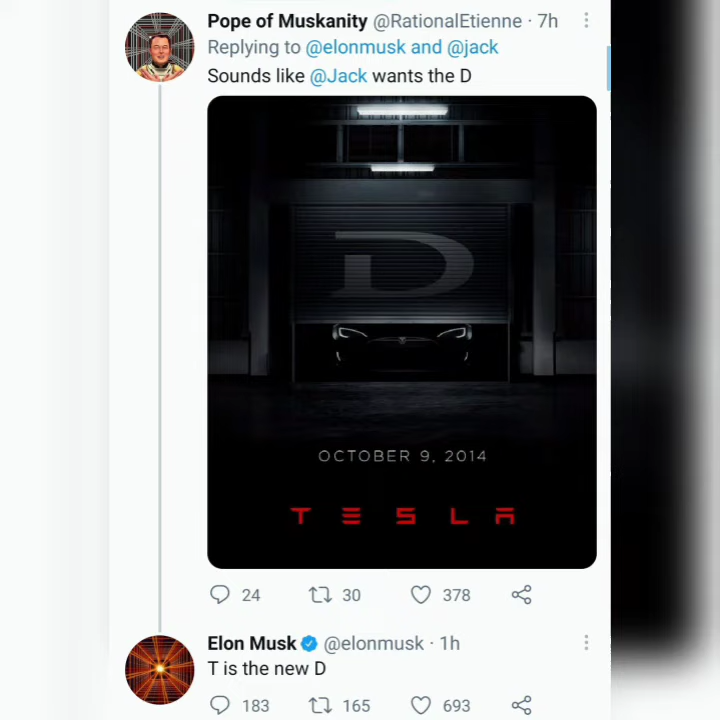 Pope of Muskanity @RationalEtienne · 7h
Replying to @elonmusk and @jack
Sounds like @Jack wants the D
D
OCTOBER 9, 2014
TESLA
24 30 378
Elon Musk @elonmusk · 1h
T is the new D
183 165 693